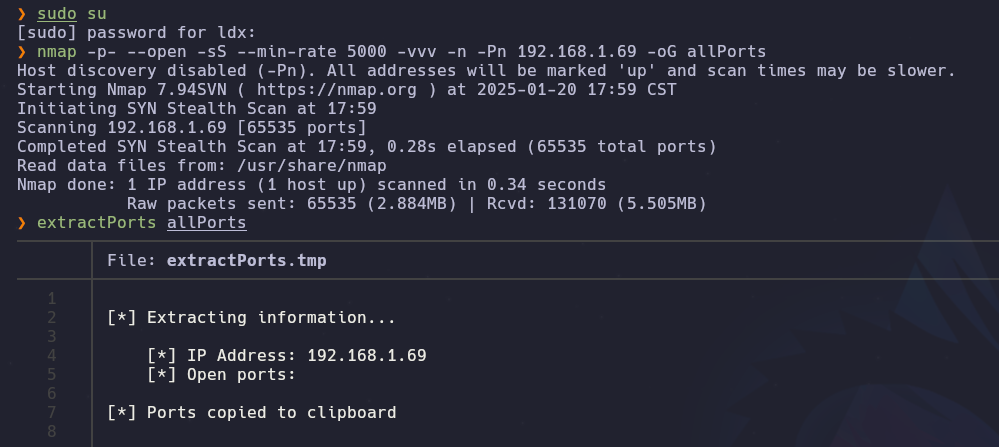 ❯ sudo su
[sudo] password for ldx:
❯ nmap -p- --open -sS --min-rate 5000 -vvv -n -Pn 192.168.1.69 -oG allPorts
Host discovery disabled (-Pn). All addresses will be marked 'up' and scan times may be slower.
Starting Nmap 7.94SVN ( https://nmap.org ) at 2025-01-20 17:59 CST
Initiating SYN Stealth Scan at 17:59
Scanning 192.168.1.69 [65535 ports]
Completed SYN Stealth Scan at 17:59, 0.28s elapsed (65535 total ports)
Read data files from: /usr/share/nmap
Nmap done: 1 IP address (1 host up) scanned in 0.34 seconds
Raw packets sent: 65535 (2.884MB) | Rcvd: 131070 (5.505MB)
❯ extractPorts allPorts
File: extractPorts.tmp
1
2 [*] Extracting information...
3
4 [*] IP Address: 192.168.1.69
5 [*] Open ports:
6
7 [*] Ports copied to clipboard
8